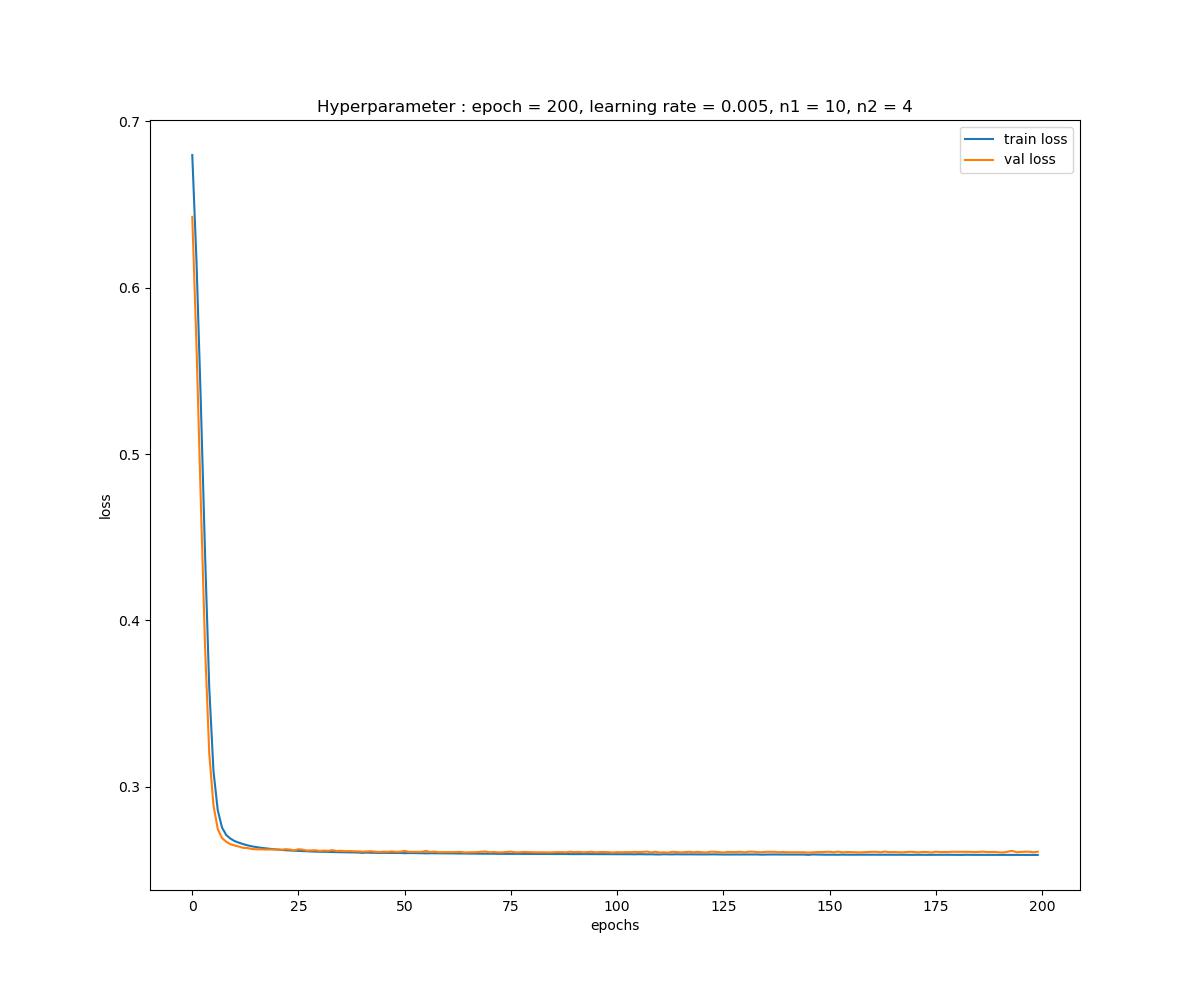 Hyperparameter : epoch = 200, learning rate = 0.005, n1 = 10, n2 = 4
train loss
val loss
0.7
0.6
0.5
0.4
0.3
loss
0 25 50 75 100 125 150 175 200
epochs